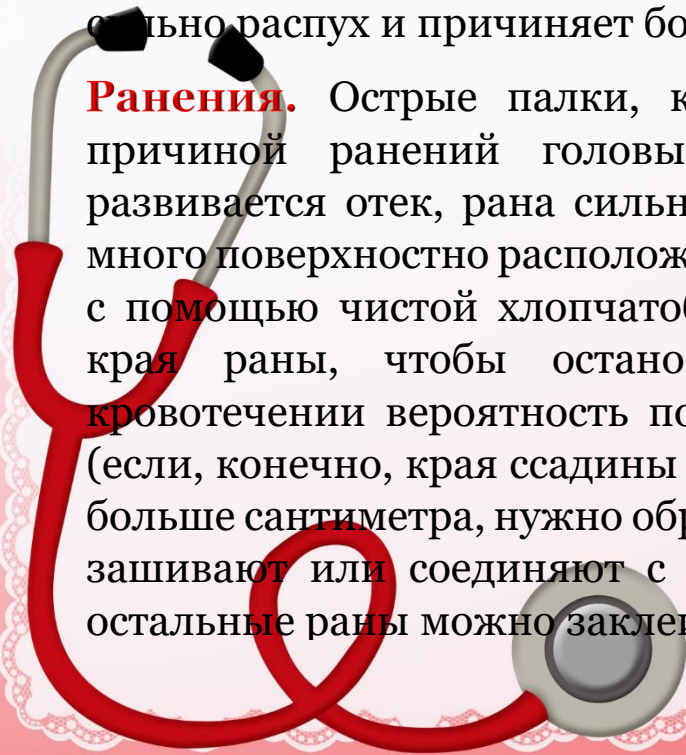 сильно распух и причиняет бо
Ранения. Острые палки, к
причиной ранений головы
развивается отек, рана сильн
много поверхностно располож
с помощью чистой хлопчатоб
края раны, чтобы остано
кровотечении вероятность по
(если, конечно, края ссадины
больше сантиметра, нужно обр
зашивают или соединяют с
остальные раны можно заклеи